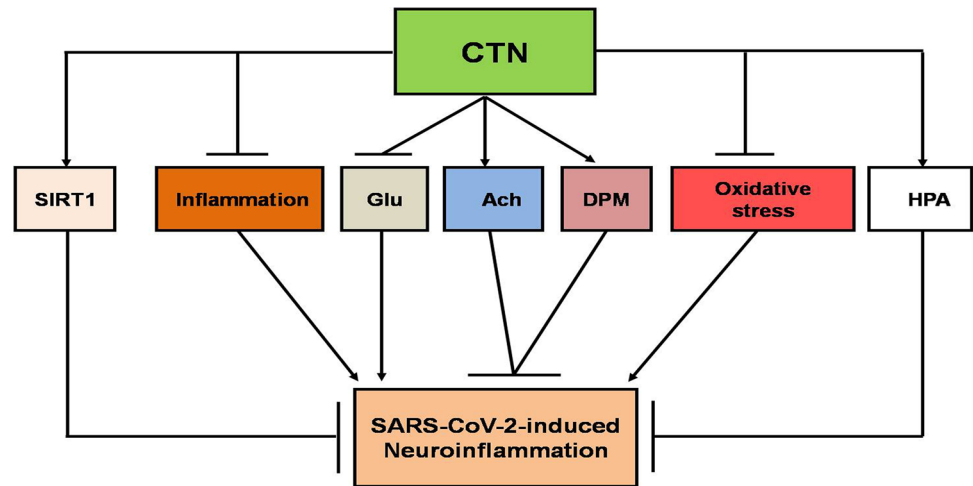 CTN
SIRT1
Inflammation
Glu
Ach
DPM
Oxidative
stress
HPA
SARS-CoV-2-induced
Neuroinflammation